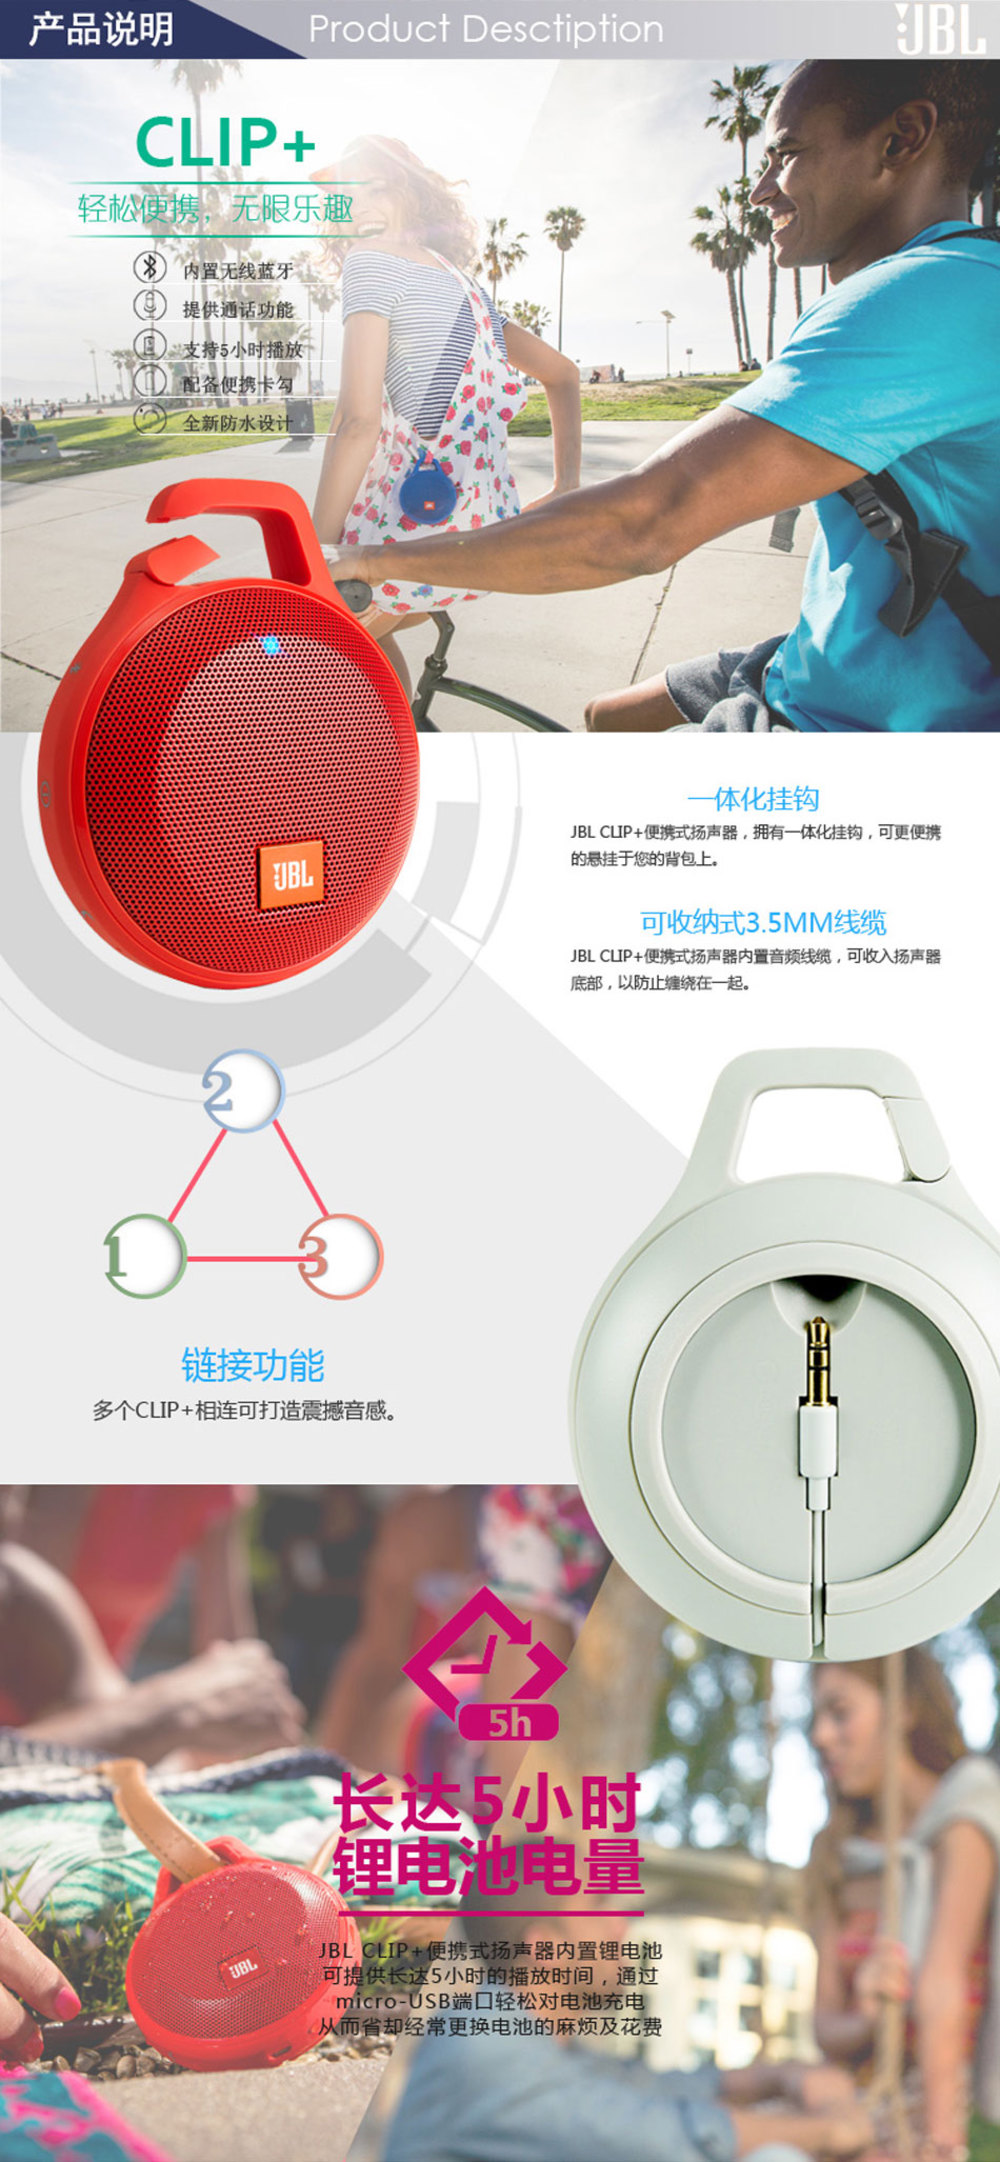 产品说明
Product Desctiption
JBL
CLIP+
轻松便携，无限乐趣
内置无线蓝牙
提供通话功能
支持5小时播放
配备便携卡勾
全新防水设计
JBL
一体化挂钩
JBL CLIP+便携式扬声器，拥有一体化挂钩，可更便携
的悬挂于您的背包上。
可收纳式3.5MM线缆
JBL CLIP+便携式扬声器内置音频线缆，可收入扬声器
底部，以防止缠绕在一起。
2
1
3
链接功能
多个CLIP+相连可打造震撼音感。
5h
长达5小时
锂电池电量
JBL
JBL CLIP+便携式扬声器内置锂电池
可提供长达5小时的播放时间，通过
micro-USB端口轻松对电池充电
从而省却经常更换电池的麻烦及花费